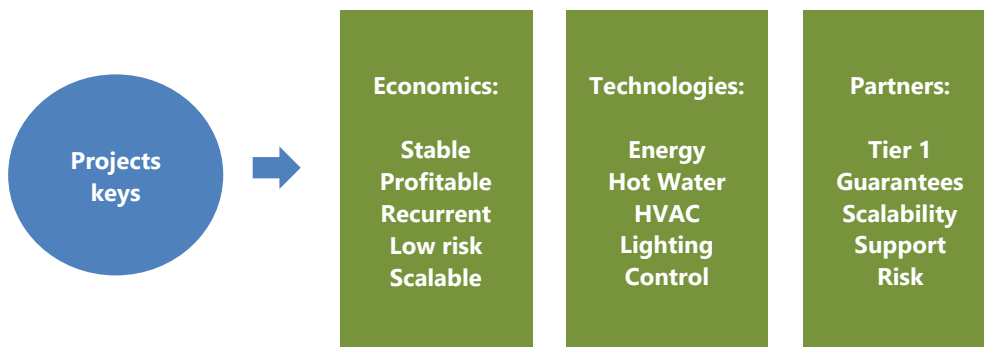 Projects
keys
Economics:
Stable
Profitable
Recurrent
Low risk
Scalable
Technologies:
Energy
Hot Water
HVAC
Lighting
Control
Partners:
Tier 1
Guarantees
Scalability
Support
Risk